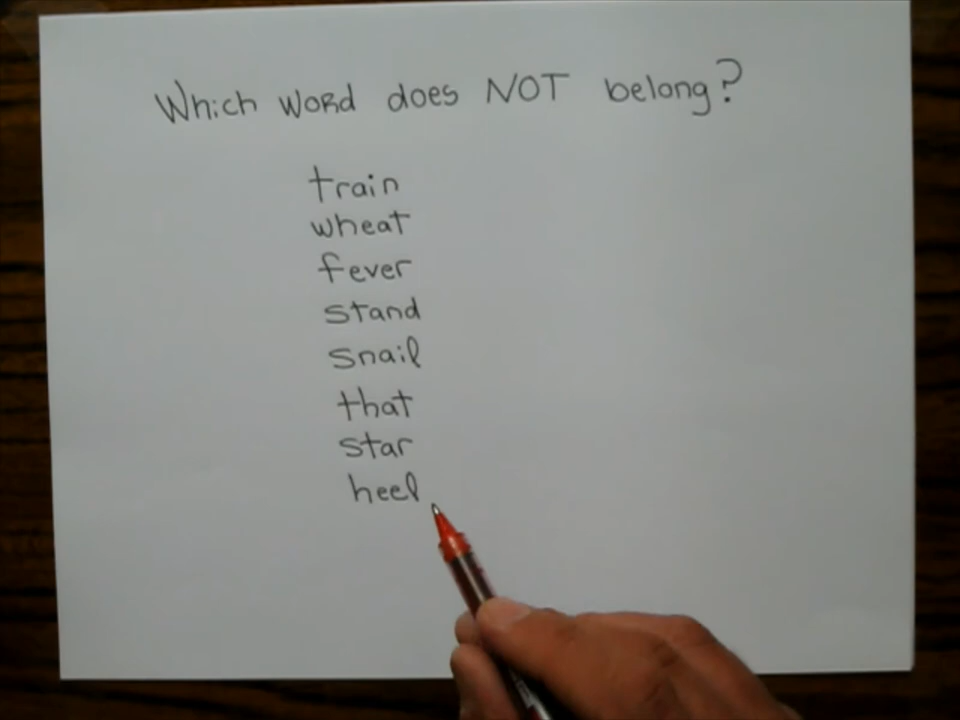 Which word does NOT belong?
train
wheat
fever
stand
snail
that
star
heel